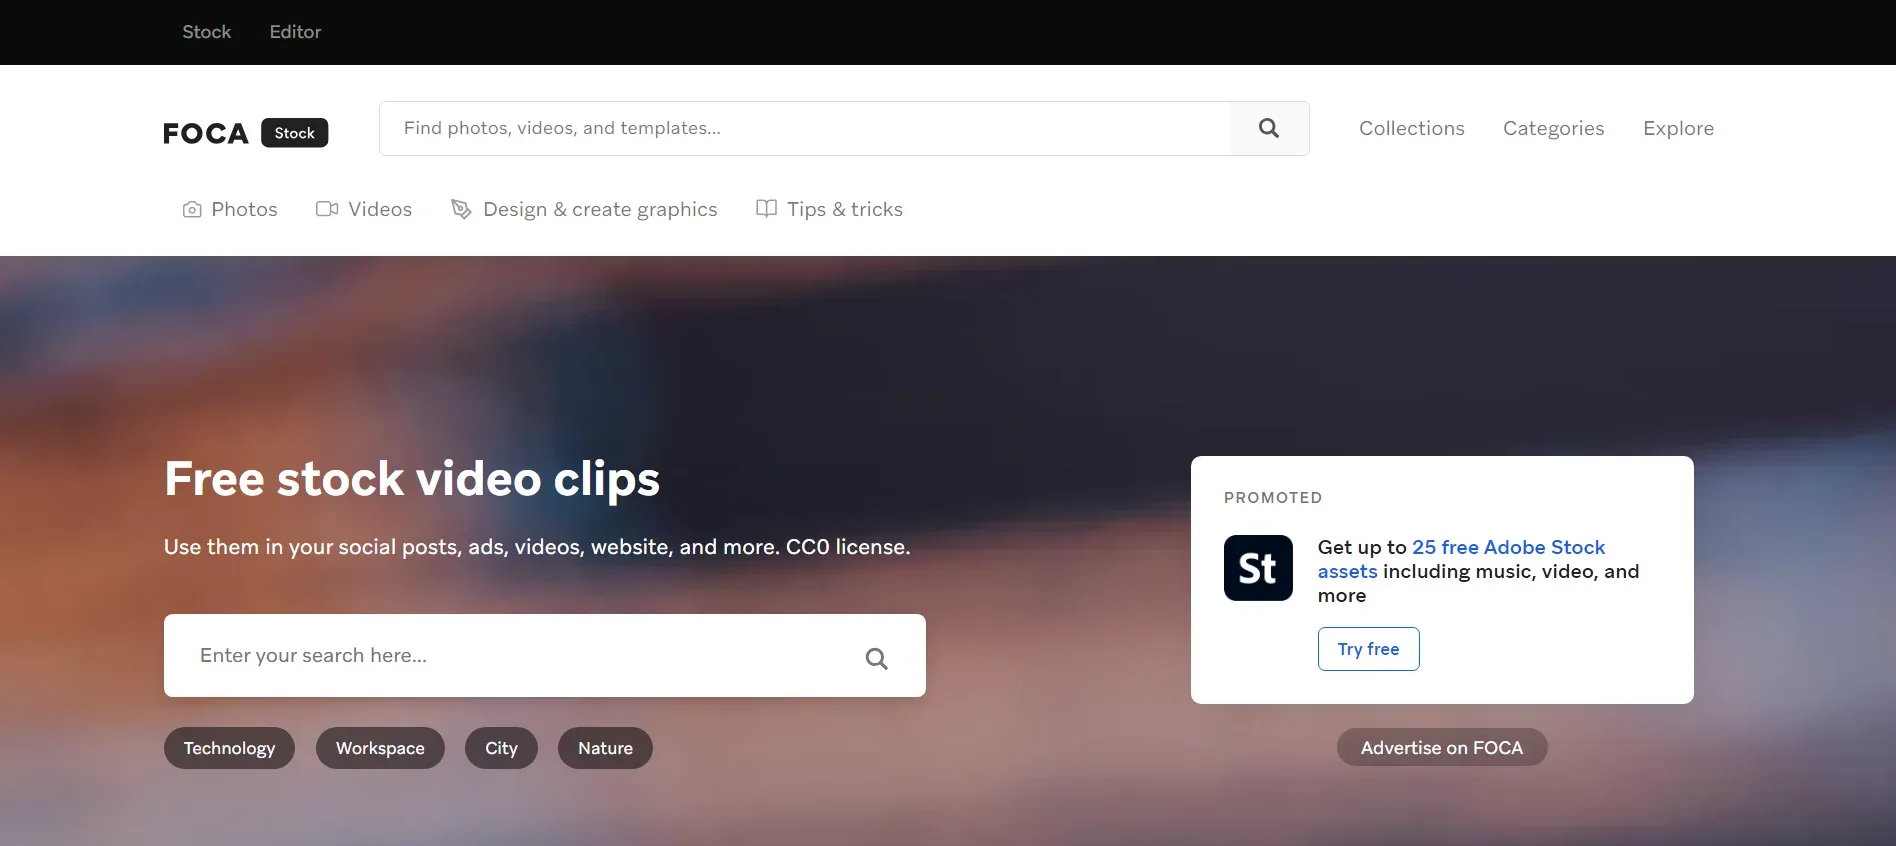 Stock Editor
FOCA Stock
Find photos, videos, and templates...
Collections Categories Explore
Photos Videos Design & create graphics Tips & tricks
Free stock video clips
Use them in your social posts, ads, videos, website, and more. CC0 license.
Enter your search here...
Technology Workspace City Nature
PROMOTED
St
Get up to 25 free Adobe Stock
assets including music, video, and
more
Try free
Advertise on FOCA